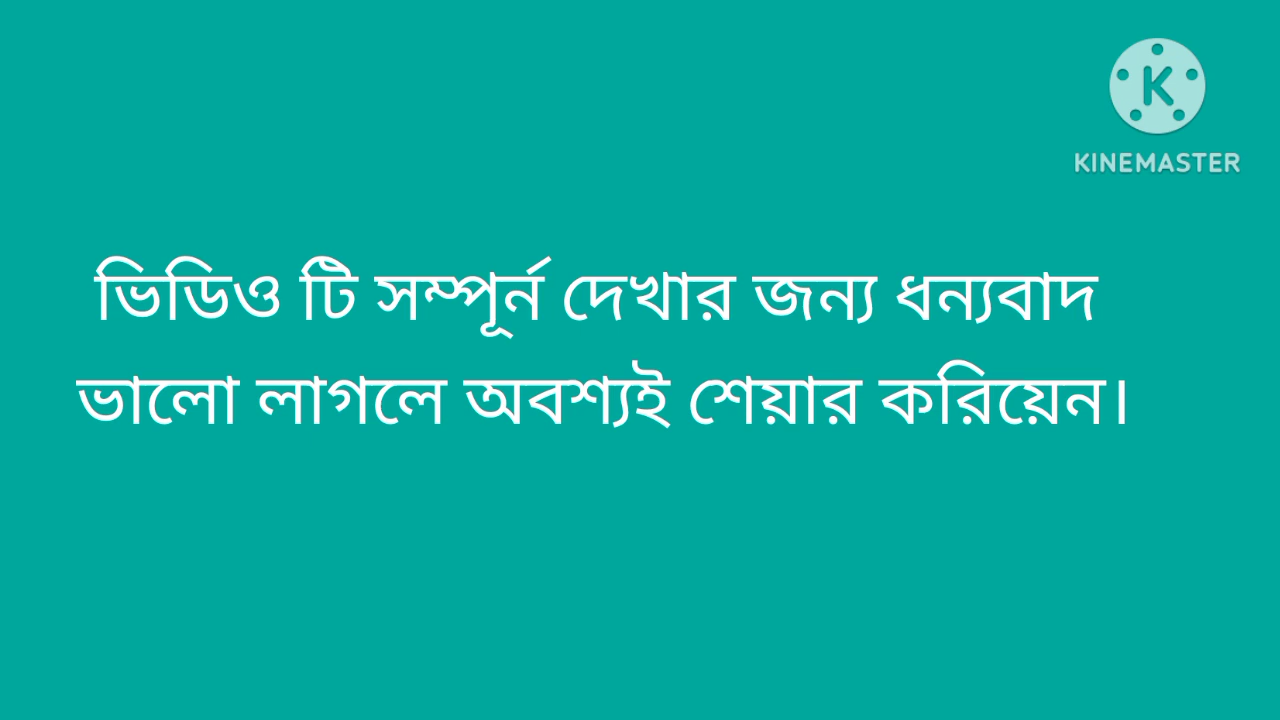 KINEMASTER
ভিডিও টি সম্পূর্ন দেখার জন্য ধন্যবাদ
ভালো লাগলে অবশ্যই শেয়ার করিয়েন।